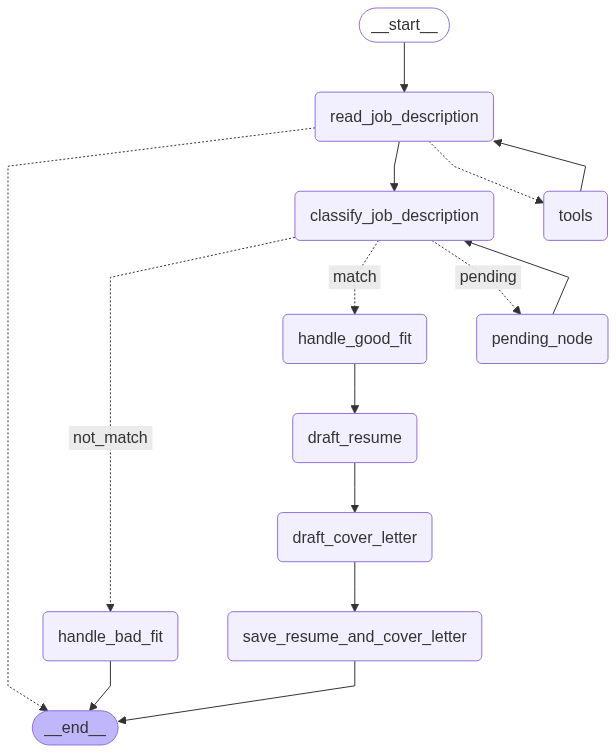 __start__
read_job_description
classify_job_description
tools
match
pending
handle_good_fit
pending_node
not_match
draft_resume
draft_cover_letter
handle_bad_fit
save_resume_and_cover_letter
__end__